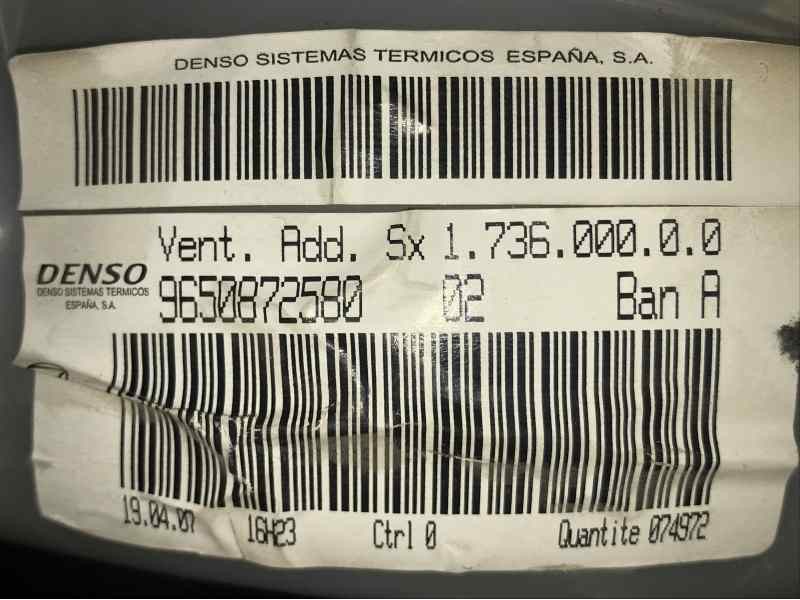 DENSO SISTEMAS TERMICOS ESPAÑA, S.A.
Vent. Add. Sx 1.736.000.0.0
DENSO
DENSO SISTEMAS TERMICOS
ESPAÑA, S.A.
9650872580 02 Ban A
19.04.07 16H23 Ctrl 0 Quantite 074972